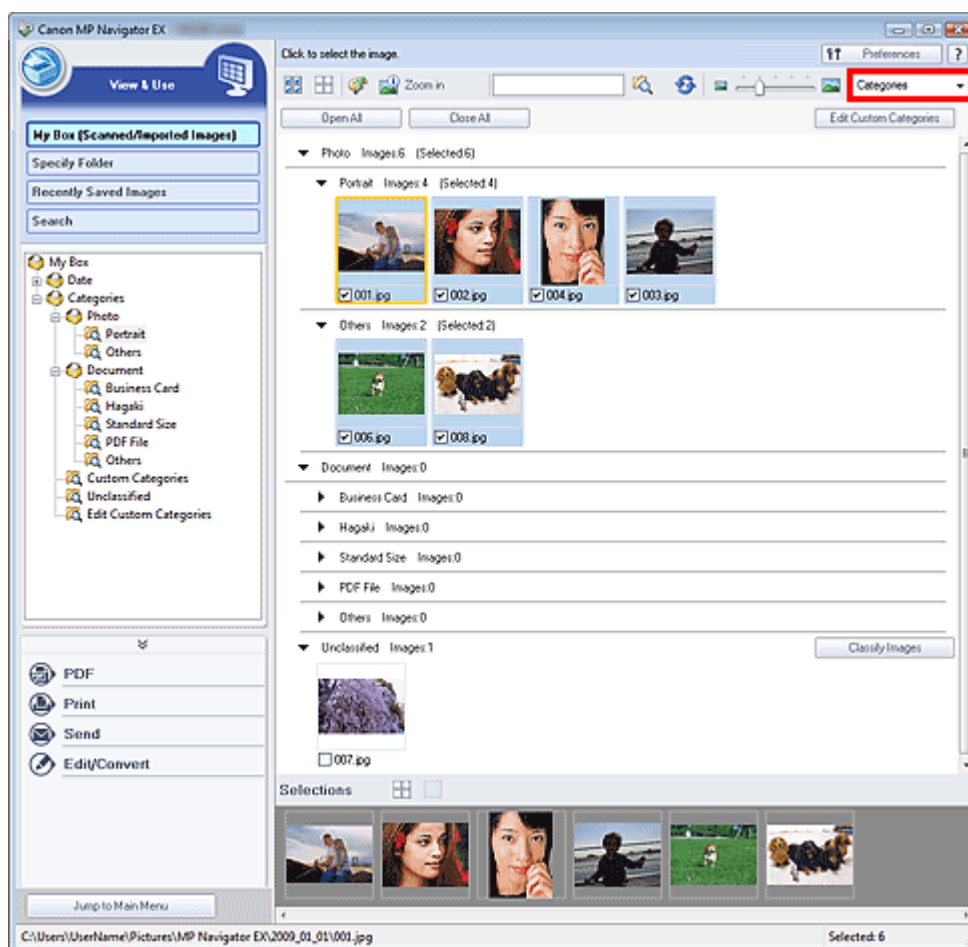 Canon MP Navigator EX
View & Use
My Box (Scanned/Imported Images)
Specify Folder
Recently Saved Images
Search
My Box
Date
Categories
Photo
Portrait
Others
Document
Business Card
Hagaki
Standard Size
PDF File
Others
Custom Categories
Unclassified
Edit Custom Categories
PDF
Print
Send
Edit/Convert
Jump to Main Menu
Click to select the image.
Preferences
?
Zoom in
Categories
Open All
Close All
Edit Custom Categories
Photo Images:6 (Selected:6)
Portrait Images:4 (Selected:4)
001.jpg 002.jpg 004.jpg 003.jpg
Others Images:2 (Selected:2)
006.jpg 008.jpg
Document Images:0
Business Card Images:0
Hagaki Images:0
Standard Size Images:0
PDF File Images:0
Others Images:0
Unclassified Images:1
Classify Images
007.jpg
Selections
C:\Users\UserName\Pictures\MP Navigator EX\2009_01_01\001.jpg
Selected: 6